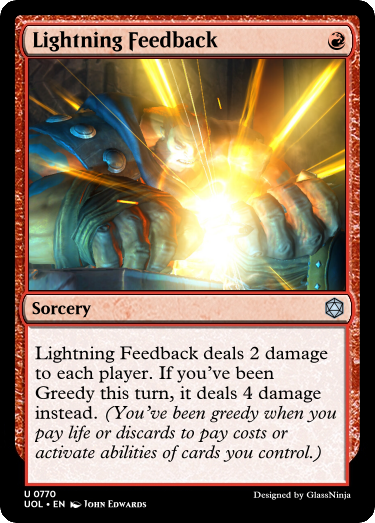 Lightning Feedback
Sorcery
Lightning Feedback deals 2 damage
to each player. If you've been
Greedy this turn, it deals 4 damage
instead. (You've been greedy when you
pay life or discards to pay costs or
activate abilities of cards you control.)
U 0770
UOL • EN John Edwards
Designed by GlassNinja